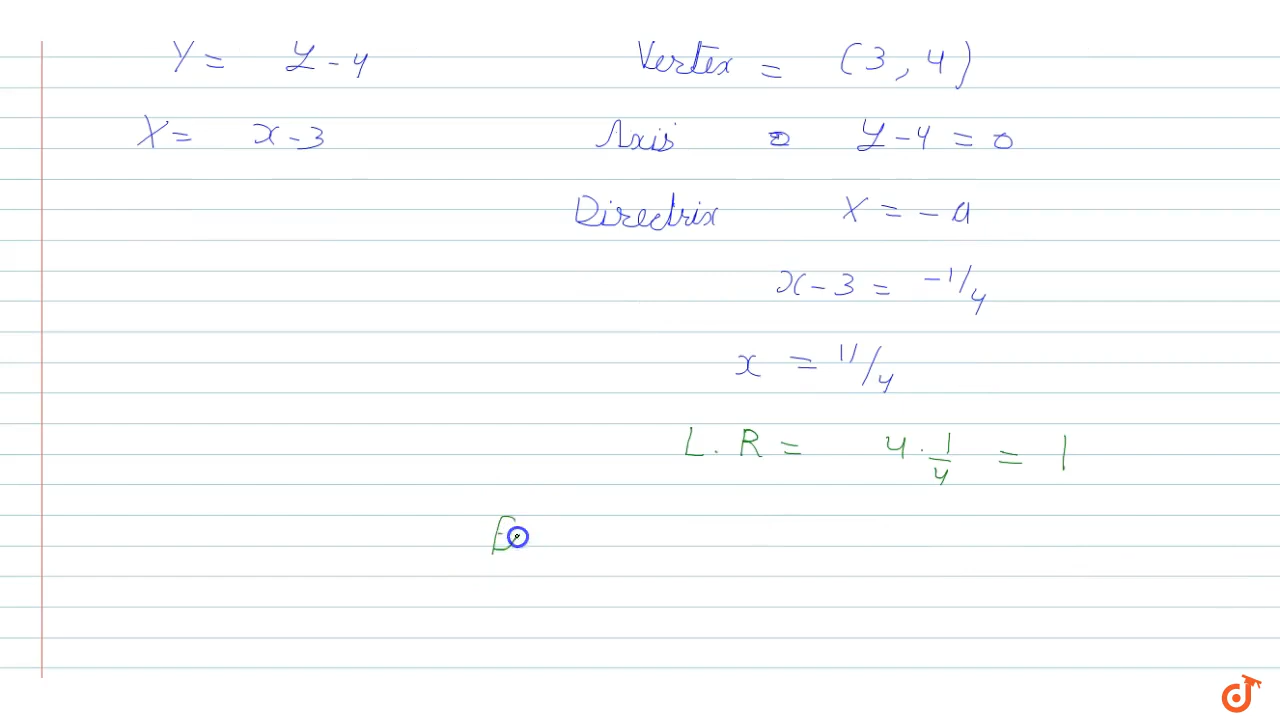 Y = y - 4
Vertex = (3, 4)
X = x - 3
Axis = y - 4 = 0
Directrix X = - a
x - 3 = -1/4
x = 11/4
L.R = 4 . 1/4 = 1